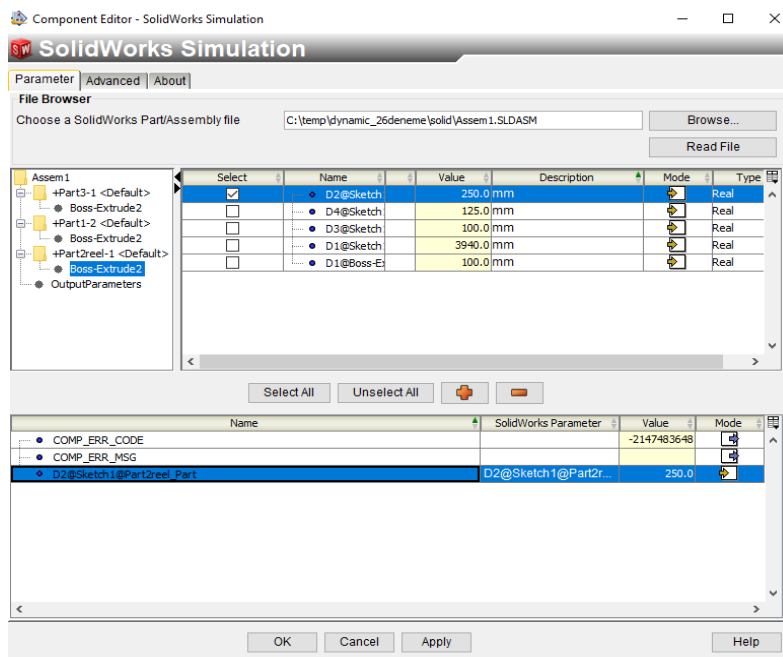 Component Editor - SolidWorks Simulation
SW SolidWorks Simulation
Parameter Advanced About
File Browser
Choose a SolidWorks Part/Assembly file C:\temp\dynamic_26deneme\solid\Assem1.SLDASM Browse...
Read File
Assem1
+Part3-1 <Default>
Boss-Extrude2
+Part1-2 <Default>
Boss-Extrude2
+Part2reel-1 <Default>
Boss-Extrude2
OutputParameters
Select Name Value Description Mode Type
D2@Sketch 250.0 mm Real
D4@Sketch 125.0 mm Real
D3@Sketch 100.0 mm Real
D1@Sketch 3940.0 mm Real
D1@Boss-E 100.0 mm Real
Select All Unselect All
Name SolidWorks Parameter Value Mode
COMP_ERR_CODE -2147483648
COMP_ERR_MSG
D2@Sketch1@Part2reel_Part D2@Sketch1@Part2r... 250.0
OK Cancel Apply Help